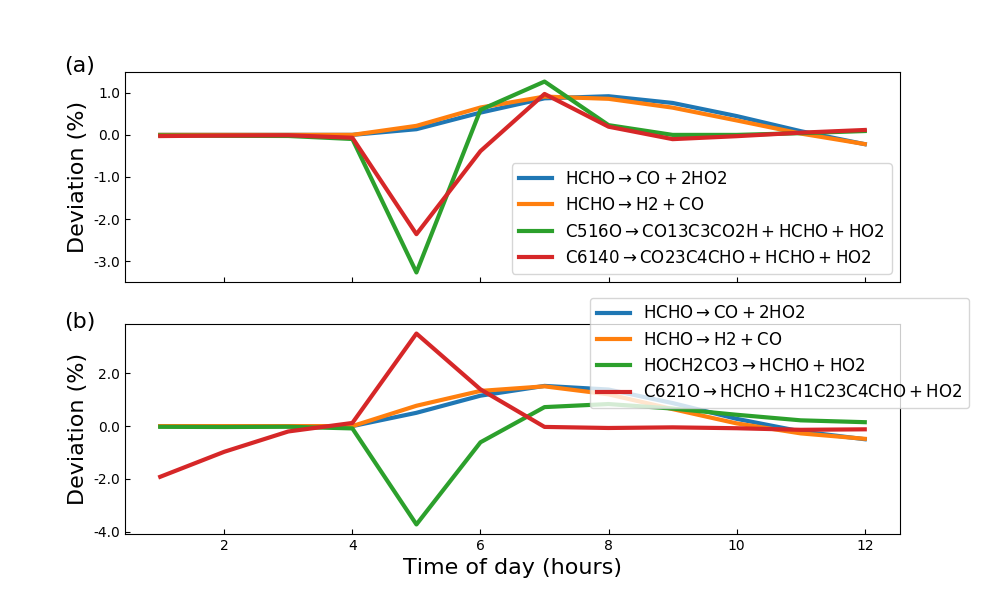 (a)
Deviation (%)
1.0
0.0
-1.0
-2.0
-3.0
HCHO → CO + 2HO2
HCHO → H2 + CO
C516O → CO13C3CO2H + HCHO + HO2
C6140 → CO23C4CHO + HCHO + HO2
(b)
Deviation (%)
2.0
0.0
-2.0
-4.0
HCHO → CO + 2HO2
HCHO → H2 + CO
HOCH2CO3 → HCHO + HO2
C621O → HCHO + H1C23C4CHO + HO2
2 4 6 8 10 12
Time of day (hours)